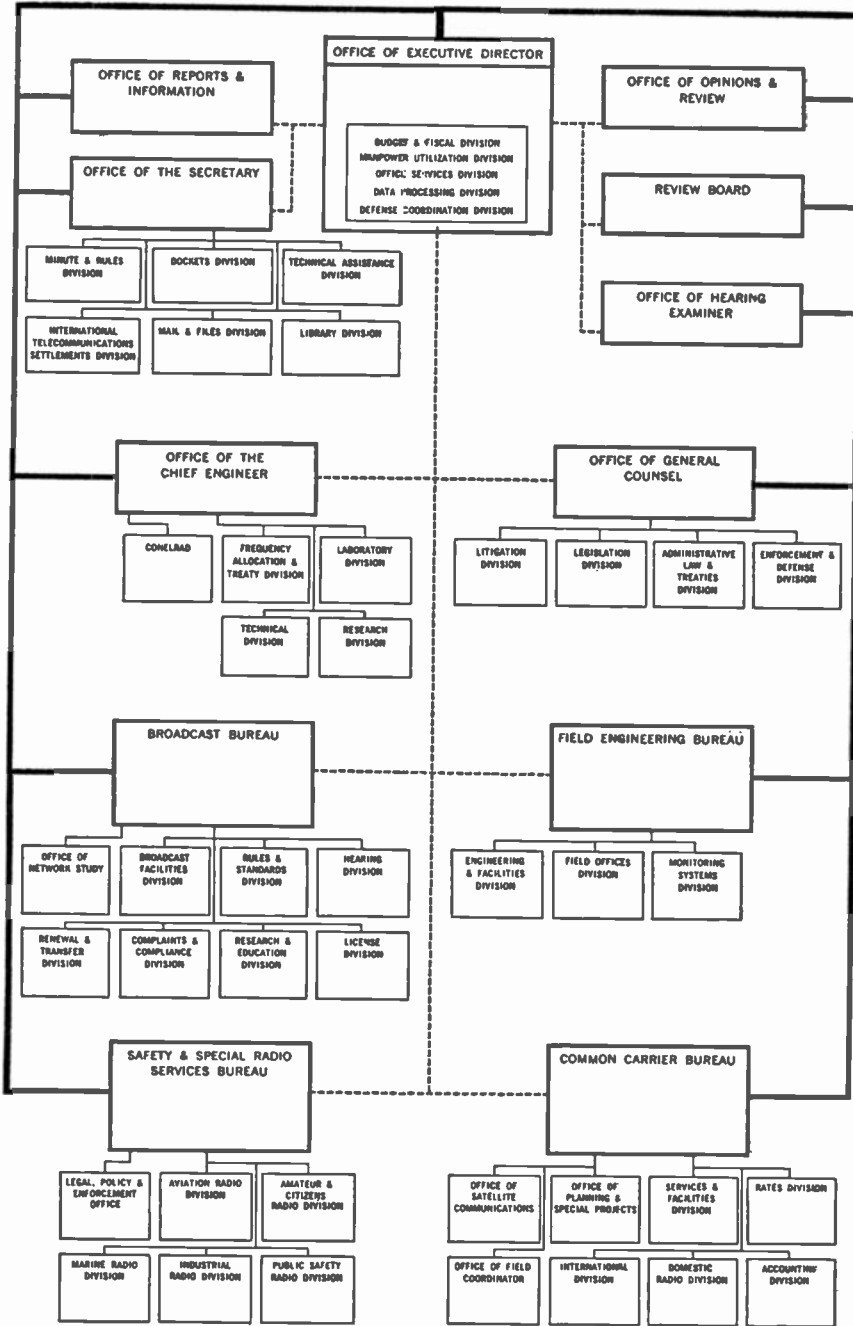 OFFICE OF EXECUTIVE DIRECTOR
BUDGET & FISCAL DIVISION
MANPOWER UTILIZATION DIVISION
OFFICE SERVICES DIVISION
DATA PROCESSING DIVISION
DEFENSE COORDINATION DIVISION
OFFICE OF REPORTS &
INFORMATION
OFFICE OF THE SECRETARY
MINUTE & RULES
DIVISION
DOCKETS DIVISION
TECHNICAL ASSISTANCE
DIVISION
INTERNATIONAL
TELECOMMUNICATIONS
SETTLEMENTS DIVISION
MAIL & FILES DIVISION
LIBRARY DIVISION
OFFICE OF OPINIONS &
REVIEW
REVIEW BOARD
OFFICE OF HEARING
EXAMINER
OFFICE OF THE
CHIEF ENGINEER
CONELRAD
FREQUENCY
ALLOCATION &
TREATY DIVISION
LABORATORY
DIVISION
TECHNICAL
DIVISION
RESEARCH
DIVISION
OFFICE OF GENERAL
COUNSEL
LITIGATION
DIVISION
LEGISLATION
DIVISION
ADMINISTRATIVE
LAW &
TREATIES
DIVISION
ENFORCEMENT &
DEFENSE
DIVISION
BROADCAST BUREAU
OFFICE OF
NETWORK STUDY
BROADCAST
FACILITIES
DIVISION
RULES &
STANDARDS
DIVISION
HEARING
DIVISION
RENEWAL &
TRANSFER
DIVISION
COMPLAINTS &
COMPLIANCE
DIVISION
RESEARCH &
EDUCATION
DIVISION
LICENSE
DIVISION
FIELD ENGINEERING BUREAU
ENGINEERING
& FACILITIES
DIVISION
FIELD OFFICES
DIVISION
MONITORING
SYSTEMS
DIVISION
SAFETY & SPECIAL RADIO
SERVICES BUREAU
LEGAL, POLICY &
ENFORCEMENT
OFFICE
AVIATION RADIO
DIVISION
AMATEUR &
CITIZENS
RADIO DIVISION
MARINE RADIO
DIVISION
INDUSTRIAL
RADIO DIVISION
PUBLIC SAFETY
RADIO DIVISION
COMMON CARRIER BUREAU
OFFICE OF
SATELLITE
COMMUNICATIONS
OFFICE OF
PLANNING &
SPECIAL PROJECTS
SERVICES &
FACILITIES
DIVISION
RATES DIVISION
OFFICE OF FIELD
COORDINATOR
INTERNATIONAL
DIVISION
DOMESTIC
RADIO DIVISION
ACCOUNTING
DIVISION